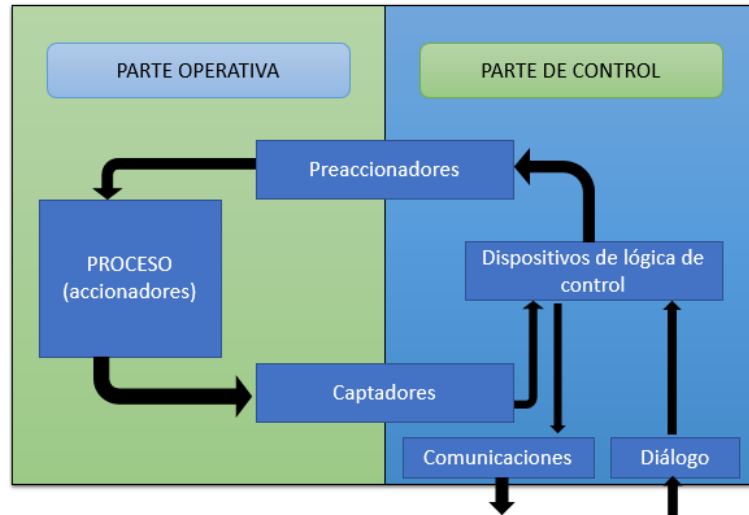 PARTE OPERATIVA
PARTE DE CONTROL
Preaccionadores
PROCESO
(accionadores)
Dispositivos de lógica de
control
Captadores
Comunicaciones
Diálogo